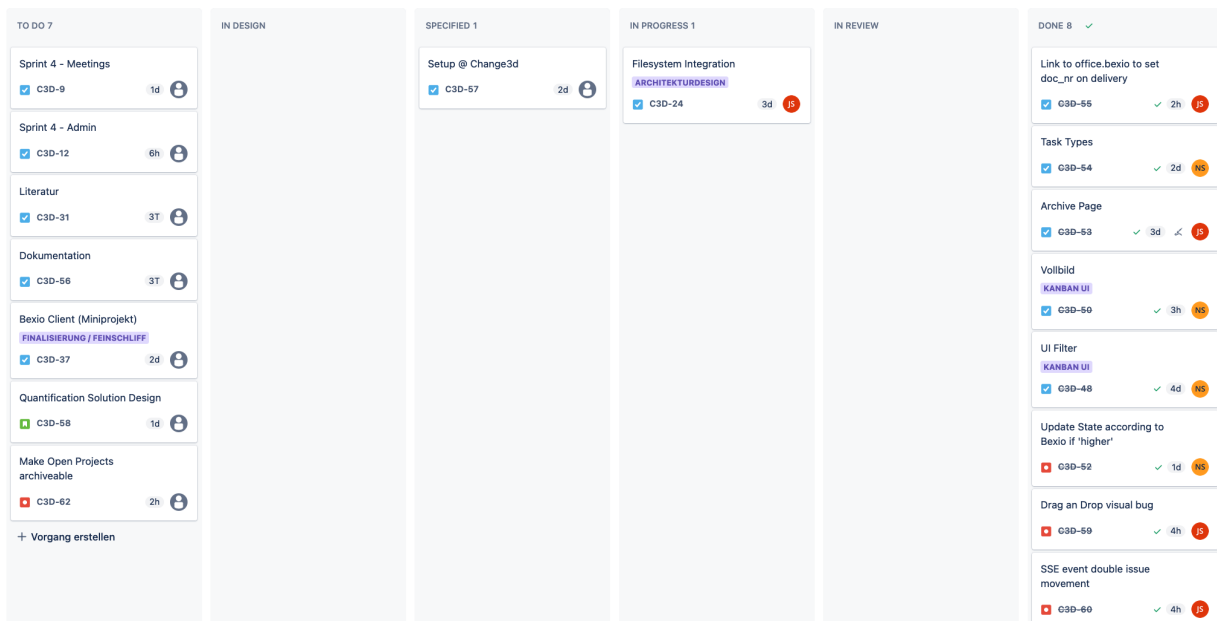 TO DO 7
Sprint 4 - Meetings
C3D-9 1d
Sprint 4 - Admin
C3D-12 6h
Literatur
C3D-31 3T
Dokumentation
C3D-56 3T
Bexio Client (Miniprojekt)
FINALISIERUNG / FEINSCHLIFF
C3D-37 2d
Quantification Solution Design
C3D-58 1d
Make Open Projects
archiveable
C3D-62 2h
+ Vorgang erstellen
IN DESIGN
SPECIFIED 1
Setup @ Change3d
C3D-57 2d
IN PROGRESS 1
Filesystem Integration
ARCHITEKTURDESIGN
C3D-24 3d JS
IN REVIEW
DONE 8
Link to office.bexio to set
doc_nr on delivery
C3D-55 2h JS
Task Types
C3D-54 2d NS
Archive Page
C3D-53 3d JS
Vollbild
KANBAN UI
C3D-50 3h NS
UI Filter
KANBAN UI
C3D-48 4d NS
Update State according to
Bexio if 'higher'
C3D-52 1d NS
Drag an Drop visual bug
C3D-59 4h JS
SSE event double issue
movement
C3D-60 4h JS